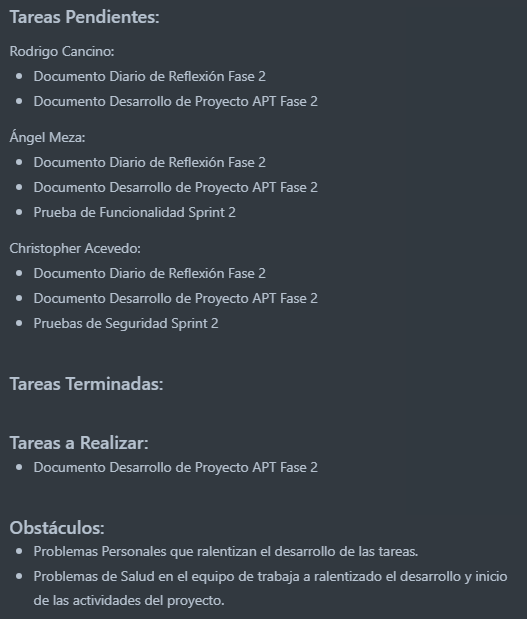 Tareas Pendientes:
Rodrigo Cancino:
Documento Diario de Reflexión Fase 2
Documento Desarrollo de Proyecto APT Fase 2
Ángel Meza:
Documento Diario de Reflexión Fase 2
Documento Desarrollo de Proyecto APT Fase 2
Prueba de Funcionalidad Sprint 2
Christopher Acevedo:
Documento Diario de Reflexión Fase 2
Documento Desarrollo de Proyecto APT Fase 2
Pruebas de Seguridad Sprint 2
Tareas Terminadas:
Tareas a Realizar:
Documento Desarrollo de Proyecto APT Fase 2
Obstáculos:
Problemas Personales que ralentizan el desarrollo de las tareas.
Problemas de Salud en el equipo de trabaja a ralentizado el desarrollo y inicio
de las actividades del proyecto.